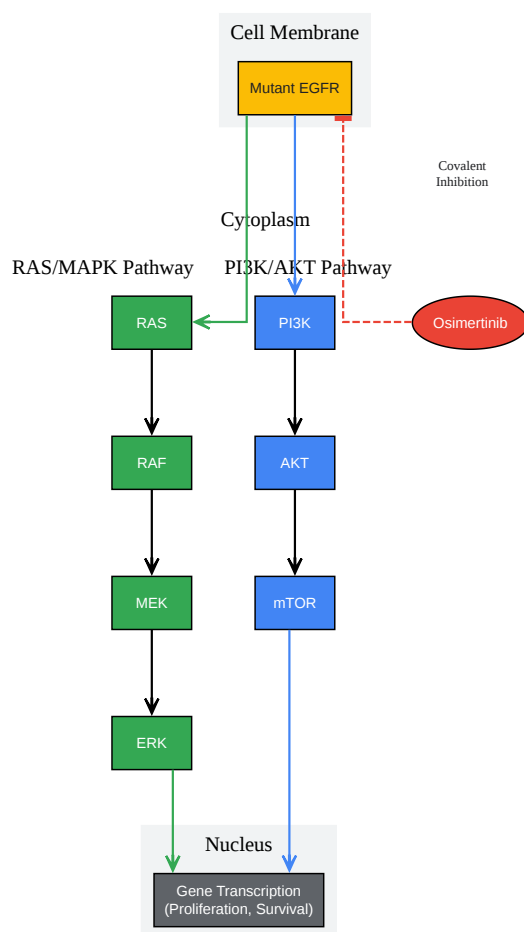 Cell Membrane
Mutant EGFR
Covalent
Inhibition
Cytoplasm
RAS/MAPK Pathway
PI3K/AKT Pathway
RAS
PI3K
Osimertinib
RAF
AKT
MEK
mTOR
ERK
Nucleus
Gene Transcription
(Proliferation, Survival)